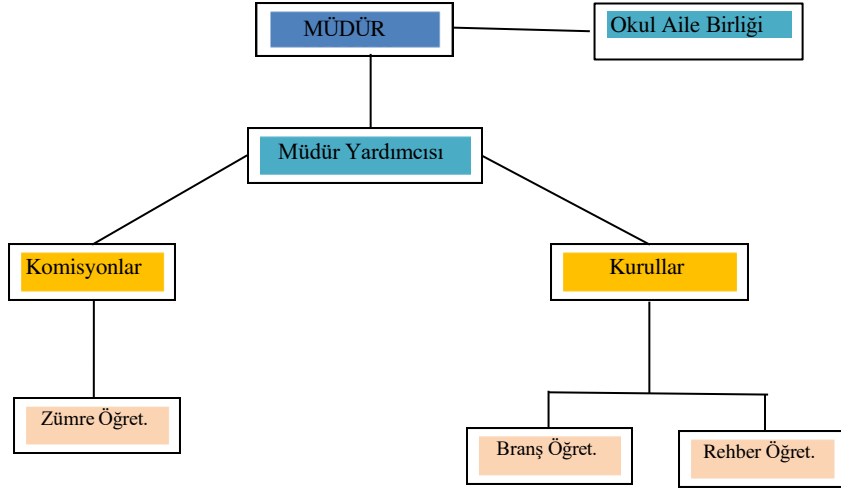 MÜDÜR
Okul Aile Birliği
Müdür Yardımcısı
Komisyonlar
Kurullar
Zümre Öğret.
Branş Öğret.
Rehber Öğret.